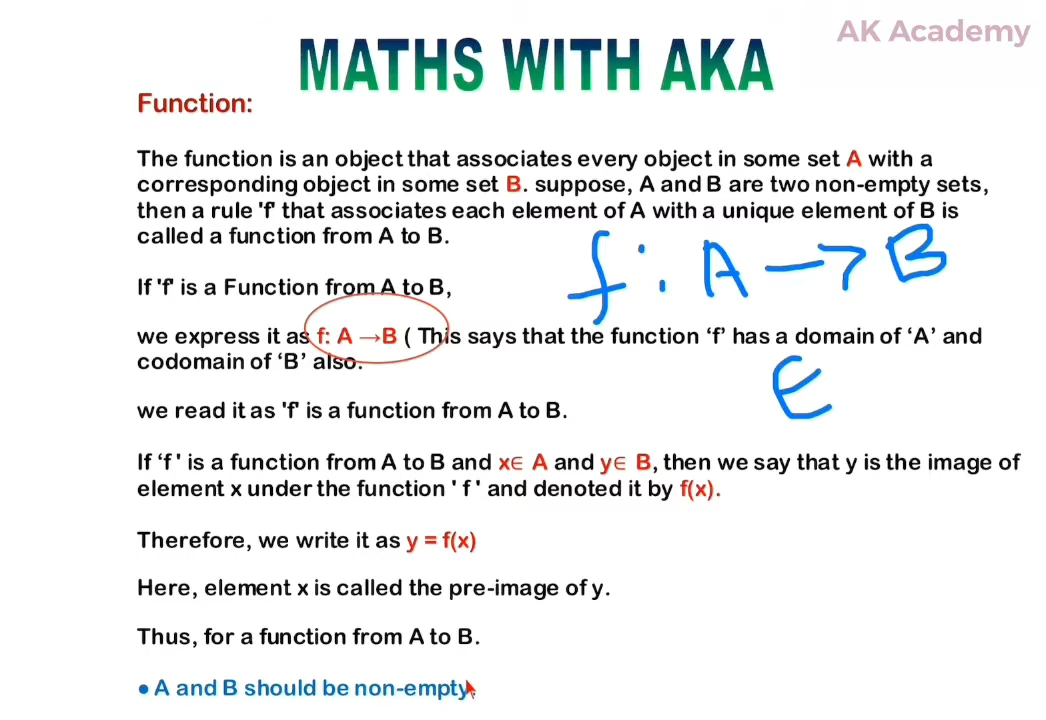 AK Academy
MATHS WITH AKA
Function:
The function is an object that associates every object in some set A with a
corresponding object in some set B. suppose, A and B are two non-empty sets,
then a rule 'f' that associates each element of A with a unique element of B is
called a function from A to B.
f : A → B
If 'f' is a Function from A to B,
we express it as f: A →B ( This says that the function ‘f’ has a domain of ‘A’ and
codomain of ‘B’ also.
E
we read it as 'f' is a function from A to B.
If ‘f ' is a function from A to B and x∈ A and y∈ B, then we say that y is the image of
element x under the function ' f ' and denoted it by f(x).
Therefore, we write it as y = f(x)
Here, element x is called the pre-image of y.
Thus, for a function from A to B.
● A and B should be non-empty.